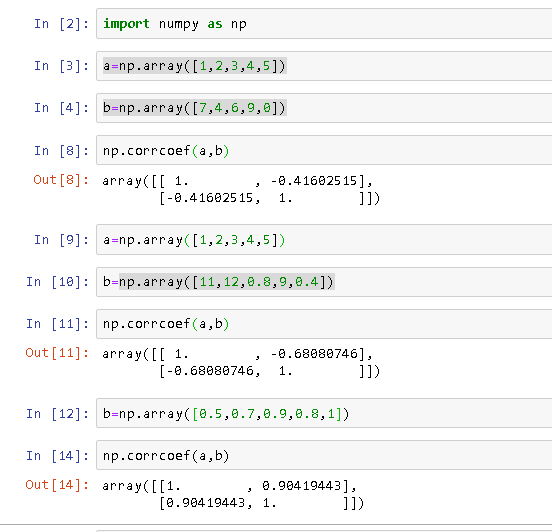 In [2]: import numpy as np
In [3]: a=np.array([1,2,3,4,5])
In [4]: b=np.array([7,4,6,9,0])
In [8]: np.corrcoef(a,b)
Out[8]: array([[ 1.        , -0.41602515],
       [-0.41602515,  1.        ]])
In [9]: a=np.array([1,2,3,4,5])
In [10]: b=np.array([11,12,0.8,9,0.4])
In [11]: np.corrcoef(a,b)
Out[11]: array([[ 1.        , -0.68080746],
       [-0.68080746,  1.        ]])
In [12]: b=np.array([0.5,0.7,0.9,0.8,1])
In [14]: np.corrcoef(a,b)
Out[14]: array([[1.        , 0.90419443],
       [0.90419443, 1.        ]])